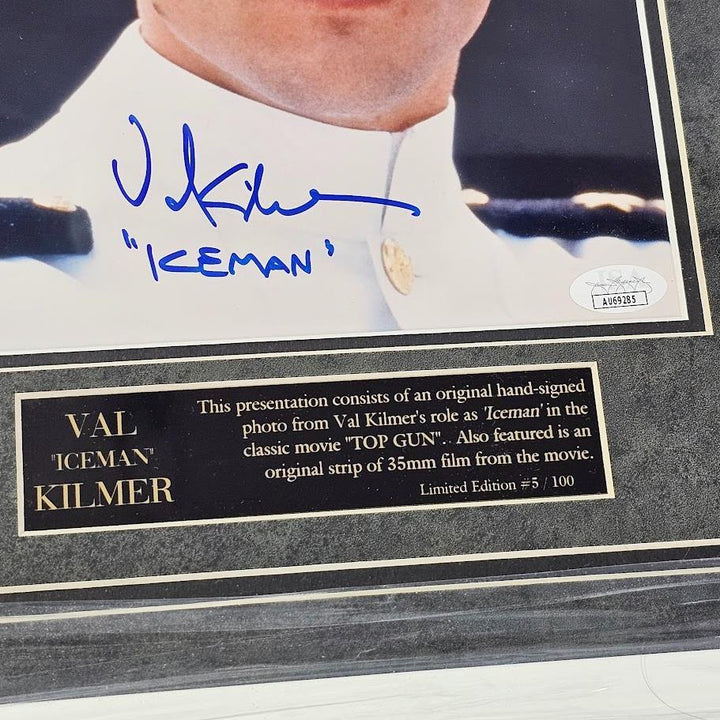 Val Kilmer
"ICEMAN"
AU69285
VAL
"ICEMAN"
KILMER
This presentation consists of an original hand-signed
photo from Val Kilmer's role as 'Iceman' in the
classic movie "TOP GUN".. Also featured is an
original strip of 35mm film from the movie.
Limited Edition #5 / 100